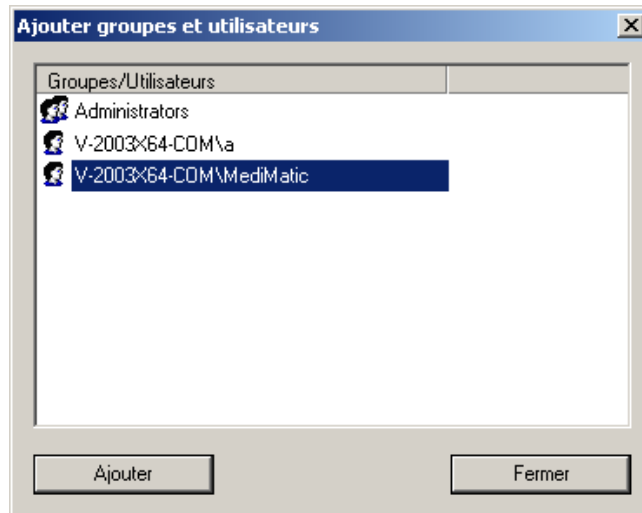 Ajouter groupes et utilisateurs
Groupes/Utilisateurs
Administrators
V-2003X64-COM\a
V-2003X64-COM\MediMatic
Ajouter
Fermer